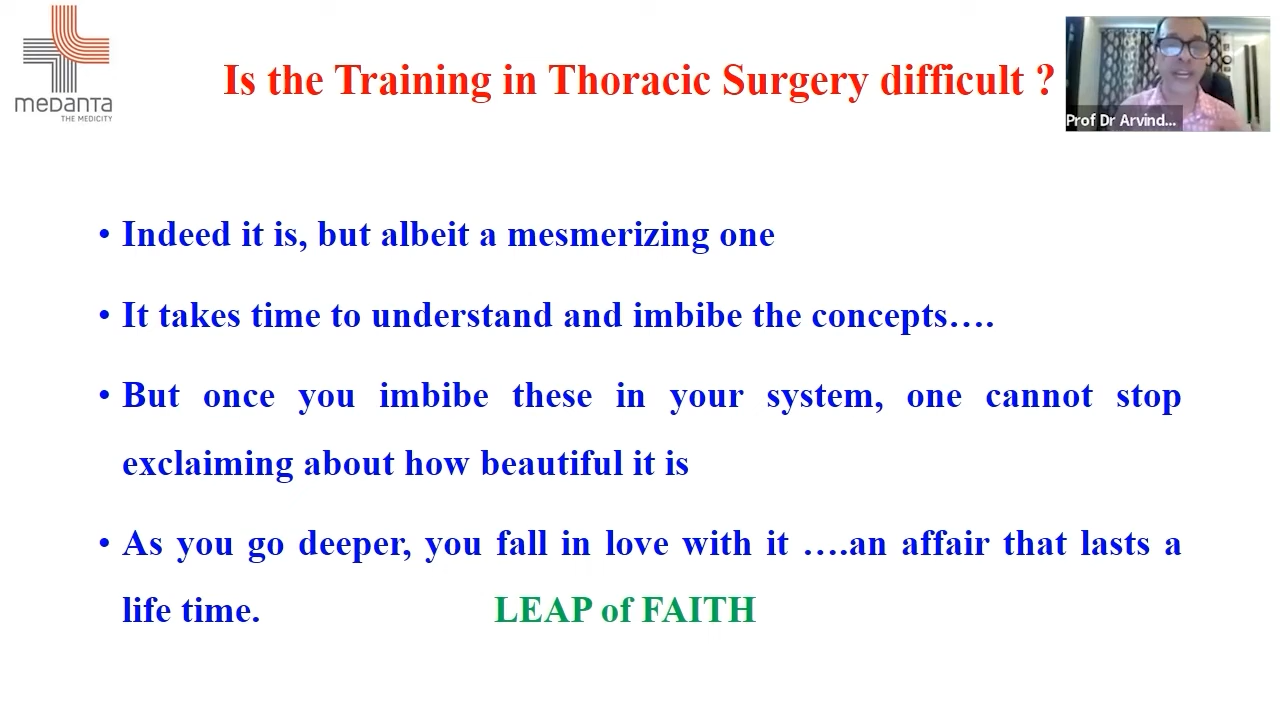 medanta
THE MEDICITY
Is the Training in Thoracic Surgery difficult ?
Prof Dr Arvind...
• Indeed it is, but albeit a mesmerizing one
• It takes time to understand and imbibe the concepts….
• But once you imbibe these in your system, one cannot stop
exclaiming about how beautiful it is
• As you go deeper, you fall in love with it ….an affair that lasts a
life time. LEAP of FAITH